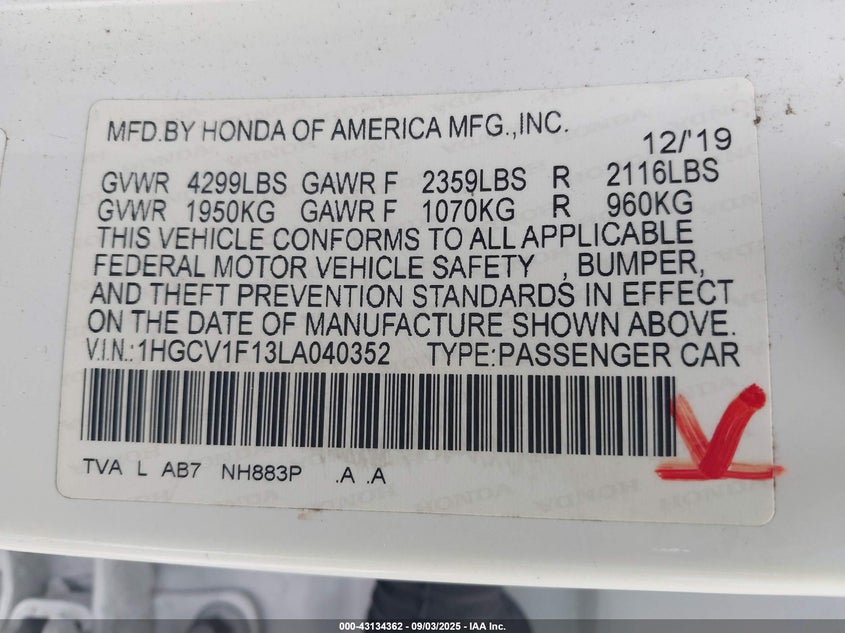 MFD.BY HONDA OF AMERICA MFG.,INC.
12/'19
GVWR 4299LBS GAWR F 2359LBS R 2116LBS
GVWR 1950KG GAWR F 1070KG R 960KG
THIS VEHICLE CONFORMS TO ALL APPLICABLE
FEDERAL MOTOR VEHICLE SAFETY , BUMPER,
AND THEFT PREVENTION STANDARDS IN EFFECT
ON THE DATE OF MANUFACTURE SHOWN ABOVE.
V.I.N.:1HGCV1F13LA040352 TYPE:PASSENGER CAR
TVA L AB7 NH883P .A .A
HONDA
000-43134362 - 09/03/2025 - IAA Inc.